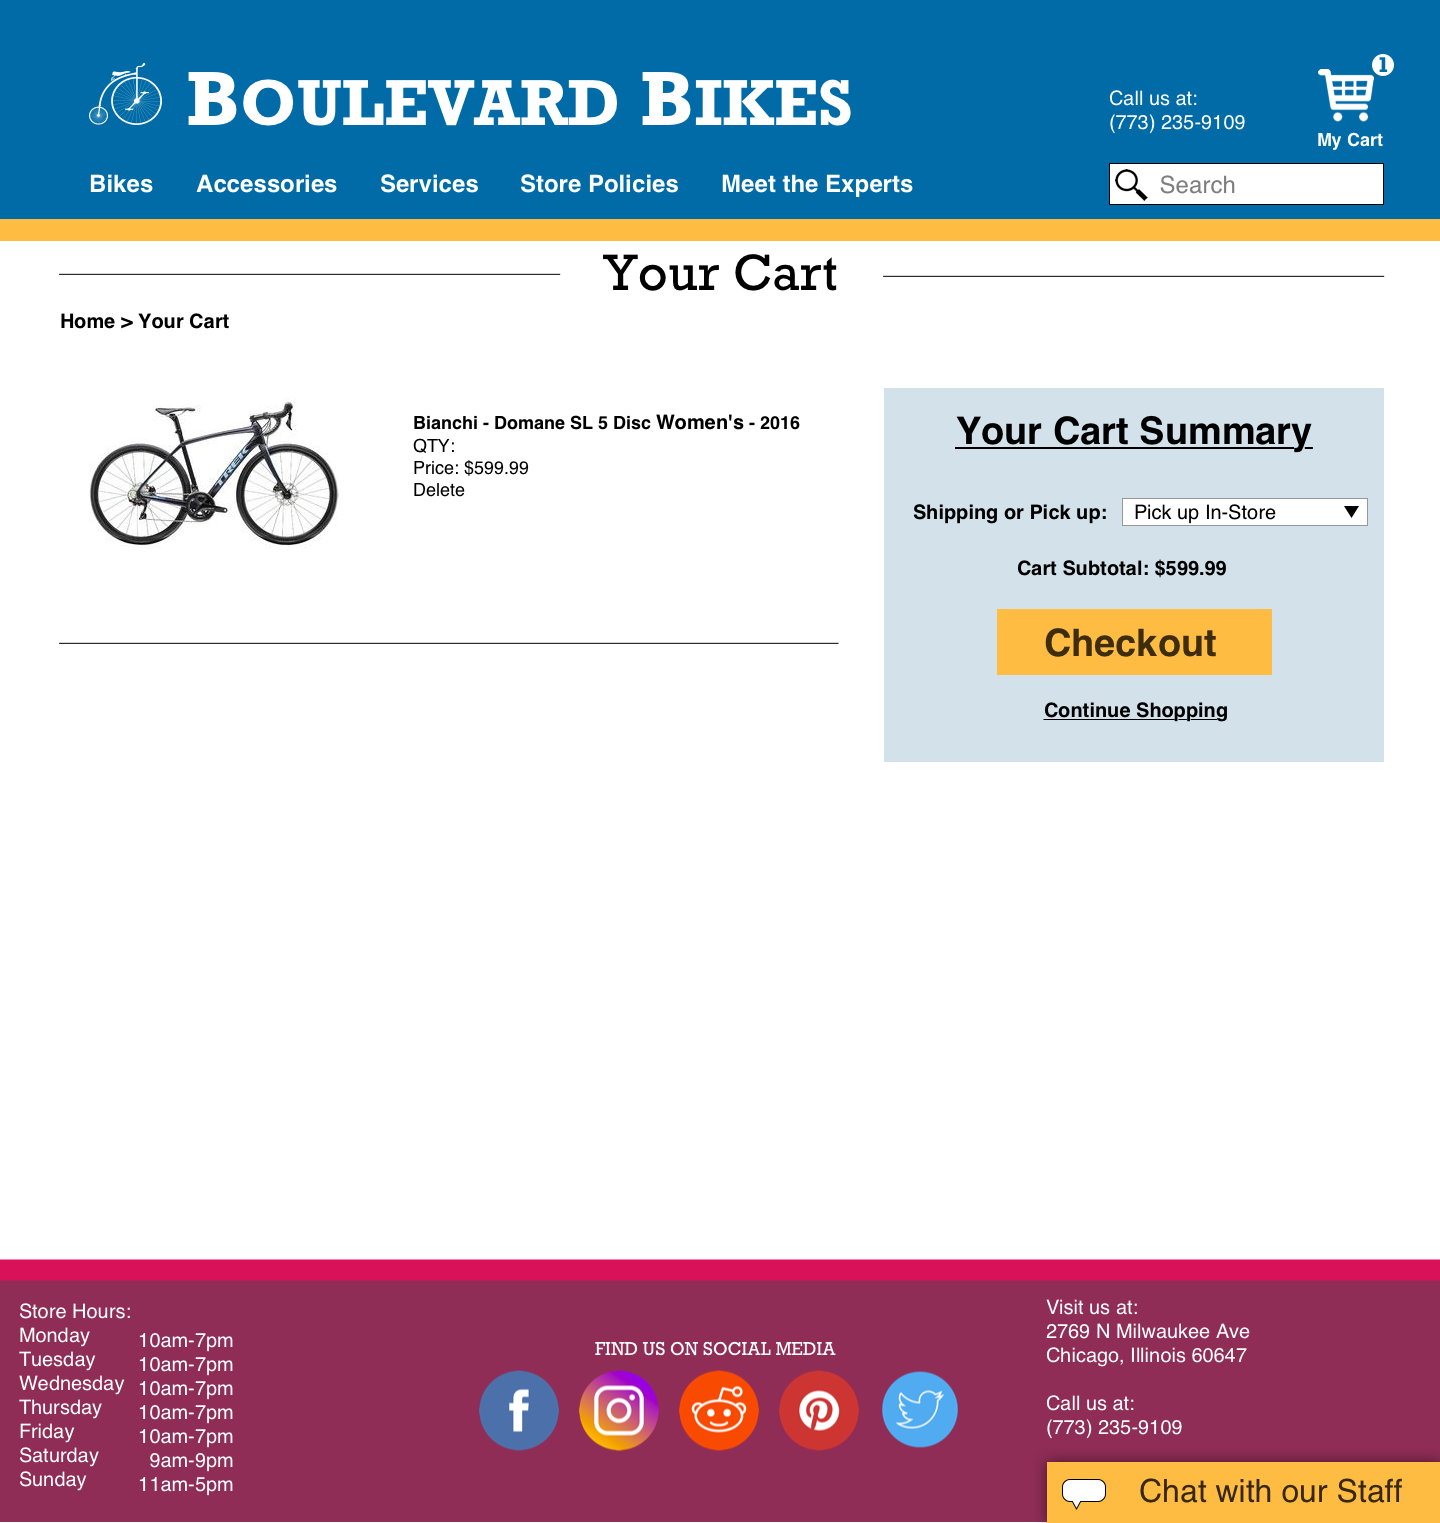 BOULEVARD BIKES
Call us at:
(773) 235-9109
1
My Cart
Bikes Accessories Services Store Policies Meet the Experts
Search
Your Cart
Home > Your Cart
Bianchi - Domane SL 5 Disc Women's - 2016
QTY:
Price: $599.99
Delete
TREK
Your Cart Summary
Shipping or Pick up: Pick up In-Store
Cart Subtotal: $599.99
Checkout
Continue Shopping
Store Hours:
Monday 10am-7pm
Tuesday 10am-7pm
Wednesday 10am-7pm
Thursday 10am-7pm
Friday 10am-7pm
Saturday 9am-9pm
Sunday 11am-5pm
FIND US ON SOCIAL MEDIA
Visit us at:
2769 N Milwaukee Ave
Chicago, Illinois 60647
Call us at:
(773) 235-9109
Chat with our Staff